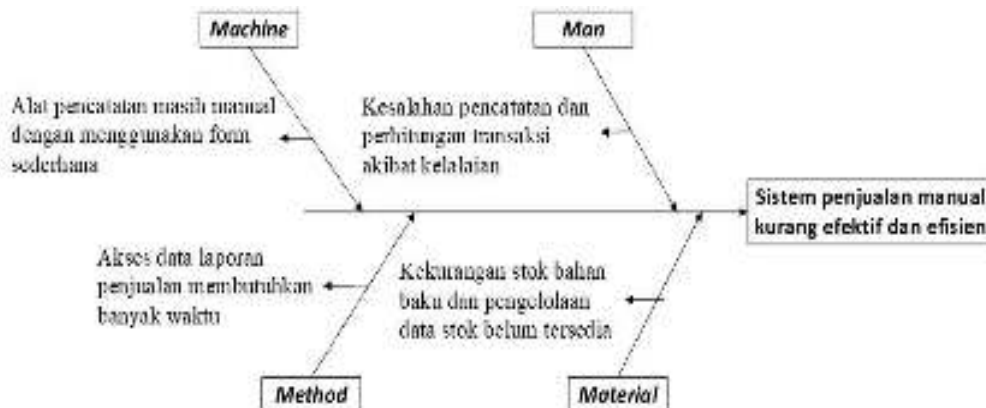 Machine
Man
Alat pencatatan masih manual
dengan menggunakan form
sederhana
Kesalahan pencatatan dan
perhitungan transaksi
akibat kelalaian
Sistem penjualan manual
kurang efektif dan efisien
Akses data laporan
penjualan membutuhkan
banyak waktu
Kekurangan stok bahan
baku dan pengelolaan
data stok belum tersedia
Method
Material